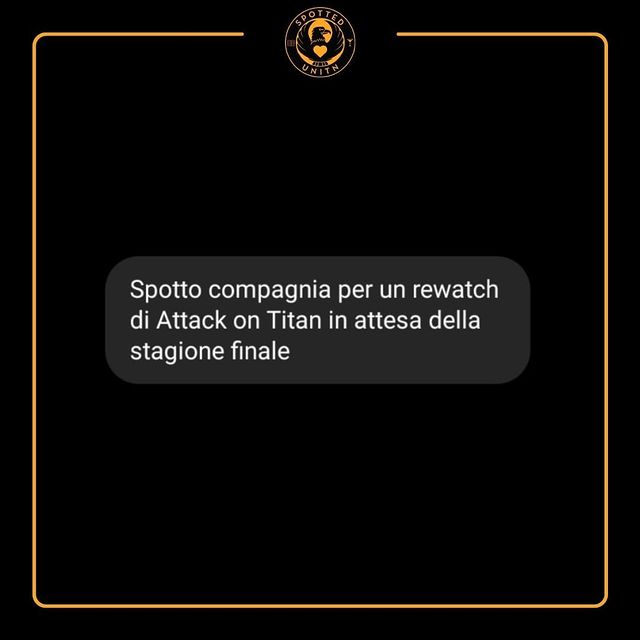 SPOTTED
UNITN
Spotto compagnia per un rewatch
di Attack on Titan in attesa della
stagione finale